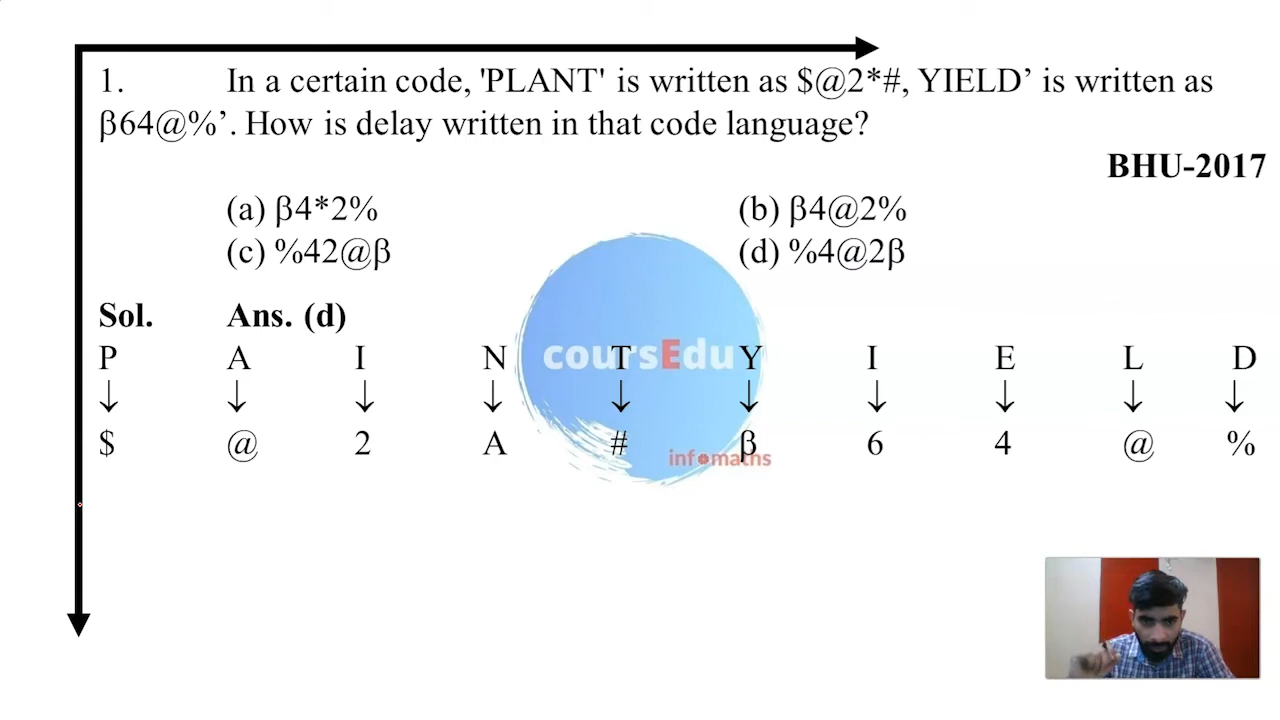 1. In a certain code, 'PLANT' is written as $@2*#, YIELD’ is written as
β64@%’. How is delay written in that code language?
BHU-2017
(a) β4*2% (b) β4@2%
(c) %42@β (d) %4@2β
Sol. Ans. (d)
P A I N T Y I E L D
↓ ↓ ↓ ↓ ↓ ↓ ↓ ↓ ↓ ↓
$ @ 2 A # β 6 4 @ %
coursEdu
infomaths